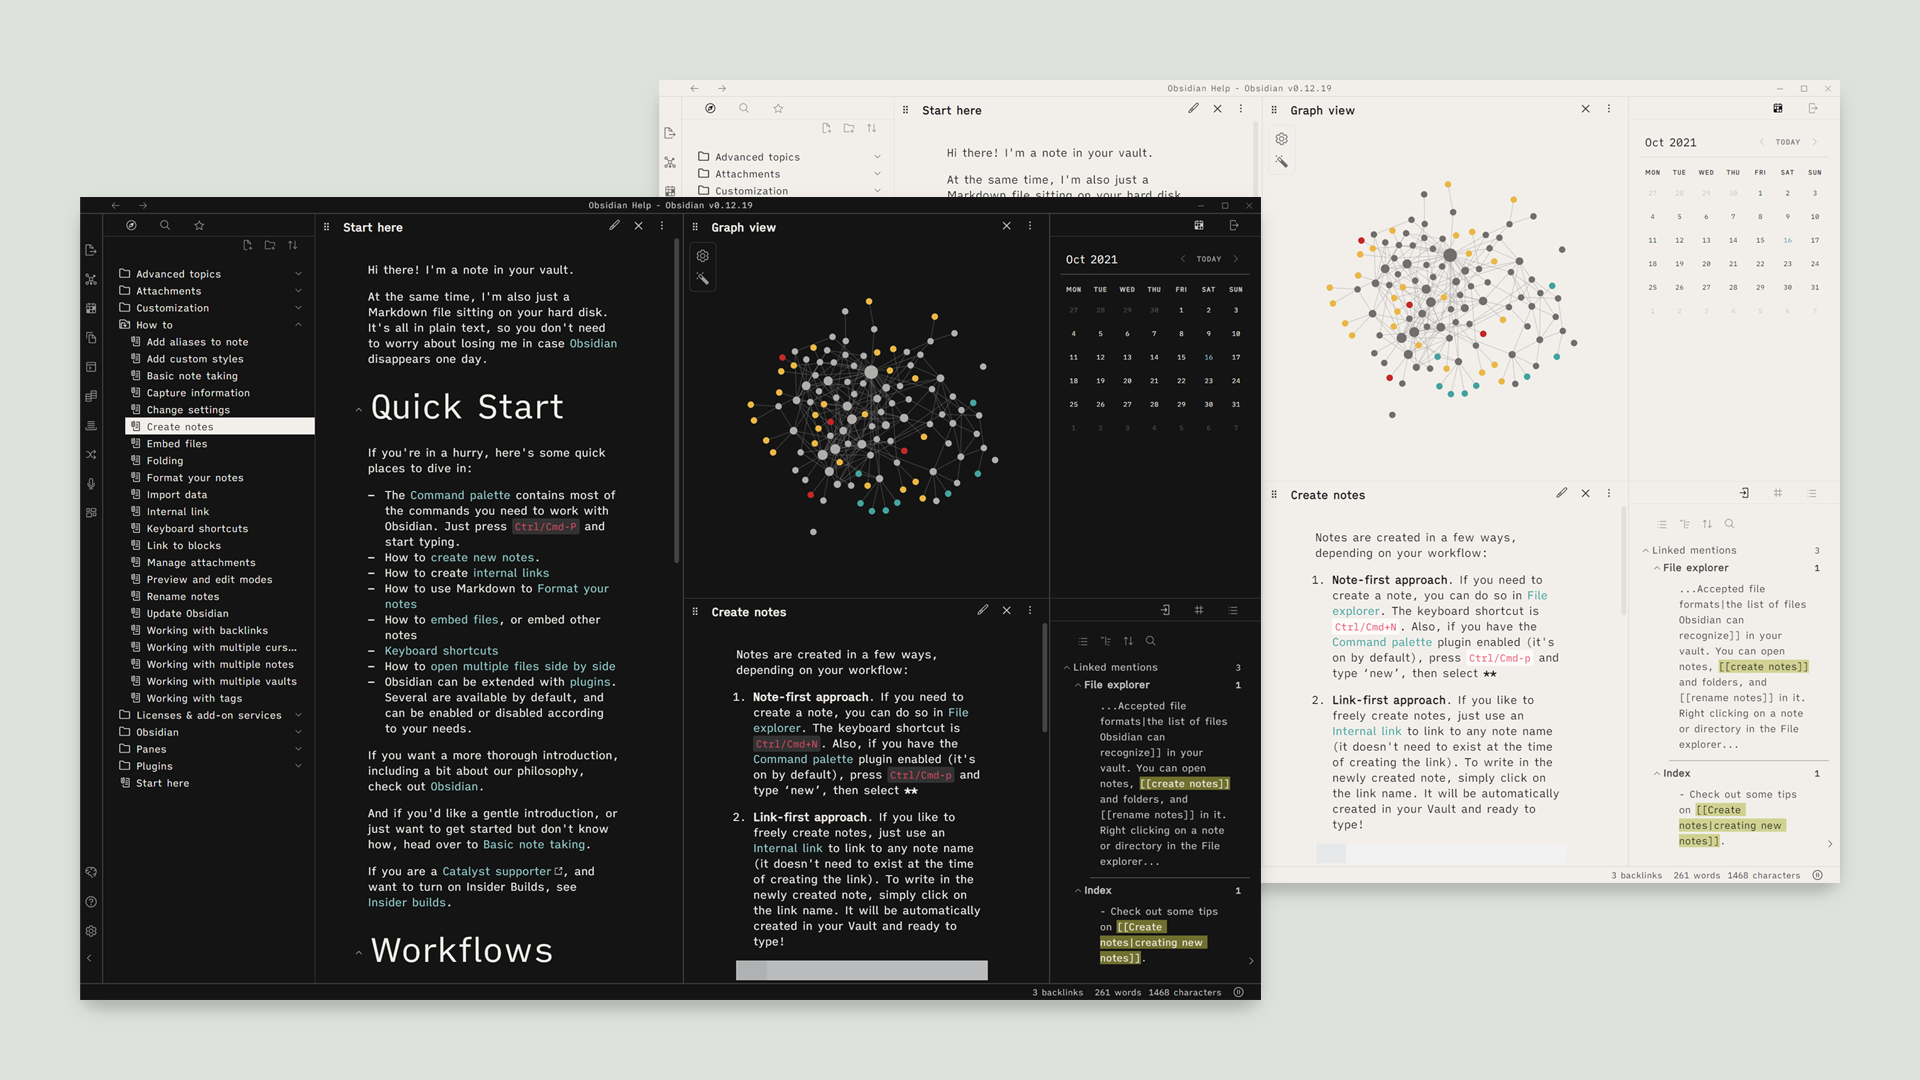 Obsidian Help - Obsidian v0.12.19
Start here
Graph view
Oct 2021
TODAY
Advanced topics
Attachments
Customization
Hi there! I'm a note in your vault.
At the same time, I'm also just a
Markdown file sitting on your hard disk.
MON TUE WED THU FRI SAT SUN
27 28 29 30 1 2 3
4 5 6 7 8 9 10
11 12 13 14 15 16 17
18 19 20 21 22 23 24
25 26 27 28 29 30 31
1 2 3 4 5 6 7
Create notes
Notes are created in a few ways,
depending on your workflow:
1. Note-first approach. If you need to
create a note, you can do so in File
explorer. The keyboard shortcut is
Ctrl/Cmd+N. Also, if you have the
Command palette plugin enabled (it's
on by default), press Ctrl/Cmd-p and
type ‘new’, then select **
2. Link-first approach. If you like to
freely create notes, just use an
Internal link to link to any note name
(it doesn't need to exist at the time
of creating the link). To write in the
newly created note, simply click on
the link name. It will be automatically
created in your Vault and ready to
type!
Linked mentions 3
File explorer 1
...Accepted file
formats|the list of files
Obsidian can
recognize]] in your
vault. You can open
notes, [[create notes]]
and folders, and
[[rename notes]] in it.
Right clicking on a note
or directory in the File
explorer...
Index 1
- Check out some tips
on [[Create
notes|creating new
notes]].
3 backlinks 261 words 1468 characters
Obsidian Help - Obsidian v0.12.19
Advanced topics
Attachments
Customization
How to
Add aliases to note
Add custom styles
Basic note taking
Capture information
Change settings
Create notes
Embed files
Folding
Format your notes
Import data
Internal link
Keyboard shortcuts
Link to blocks
Manage attachments
Preview and edit modes
Rename notes
Update Obsidian
Working with backlinks
Working with multiple curs...
Working with multiple notes
Working with multiple vaults
Working with tags
Licenses & add-on services
Obsidian
Panes
Plugins
Start here
Start here
Hi there! I'm a note in your vault.
At the same time, I'm also just a
Markdown file sitting on your hard disk.
It's all in plain text, so you don't need
to worry about losing me in case Obsidian
disappears one day.
Quick Start
If you're in a hurry, here's some quick
places to dive in:
– The Command palette contains most of
the commands you need to work with
Obsidian. Just press Ctrl/Cmd-P and
start typing.
– How to create new notes.
– How to create internal links
– How to use Markdown to Format your
notes
– How to embed files, or embed other
notes
– Keyboard shortcuts
– How to open multiple files side by side
– Obsidian can be extended with plugins.
Several are available by default, and
can be enabled or disabled according
to your needs.
If you want a more thorough introduction,
including a bit about our philosophy,
check out Obsidian.
And if you'd like a gentle introduction, or
just want to get started but don't know
how, head over to Basic note taking.
If you are a Catalyst supporter, and
want to turn on Insider Builds, see
Insider builds.
Workflows
Graph view
Create notes
Notes are created in a few ways,
depending on your workflow:
1. Note-first approach. If you need to
create a note, you can do so in File
explorer. The keyboard shortcut is
Ctrl/Cmd+N. Also, if you have the
Command palette plugin enabled (it's
on by default), press Ctrl/Cmd-p and
type ‘new’, then select **
2. Link-first approach. If you like to
freely create notes, just use an
Internal link to link to any note name
(it doesn't need to exist at the time
of creating the link). To write in the
newly created note, simply click on
the link name. It will be automatically
created in your Vault and ready to
type!
Oct 2021
TODAY
MON TUE WED THU FRI SAT SUN
27 28 29 30 1 2 3
4 5 6 7 8 9 10
11 12 13 14 15 16 17
18 19 20 21 22 23 24
25 26 27 28 29 30 31
1 2 3 4 5 6 7
Linked mentions 3
File explorer 1
...Accepted file
formats|the list of files
Obsidian can
recognize]] in your
vault. You can open
notes, [[create notes]]
and folders, and
[[rename notes]] in it.
Right clicking on a note
or directory in the File
explorer...
Index 1
- Check out some tips
on [[Create
notes|creating new
notes]].
3 backlinks 261 words 1468 characters